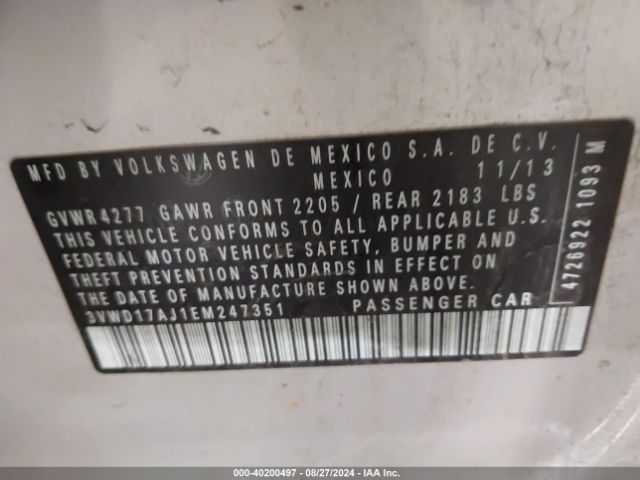 MFD BY VOLKSWAGEN DE MEXICO S.A. DE C.V.
MEXICO 11/13
GVWR4277 GAWR FRONT 2205 / REAR 2183 LBS
THIS VEHICLE CONFORMS TO ALL APPLICABLE U.S.
FEDERAL MOTOR VEHICLE SAFETY, BUMPER AND
THEFT PREVENTION STANDARDS IN EFFECT ON
THE DATE OF MANUFACTURE SHOWN ABOVE.
3VWD17AJ1EM247351 PASSENGER CAR
4726922 1093 M
000-40200497 - 08/27/2024 - IAA Inc.